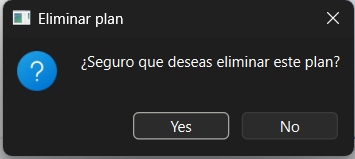 Eliminar plan
¿Seguro que deseas eliminar este plan?
Yes
No